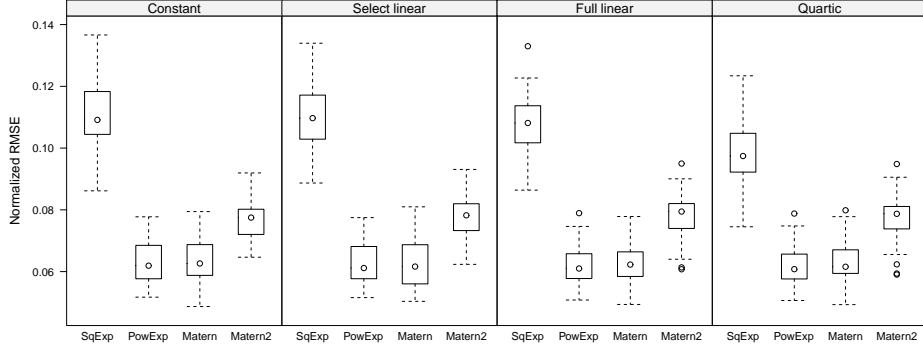 Constant Select linear Full linear Quartic
Normalized RMSE
0.14
0.12
0.10
0.08
0.06
SqExp PowExp Matern Matern2 SqExp PowExp Matern Matern2 SqExp PowExp Matern Matern2 SqExp PowExp Matern Matern2